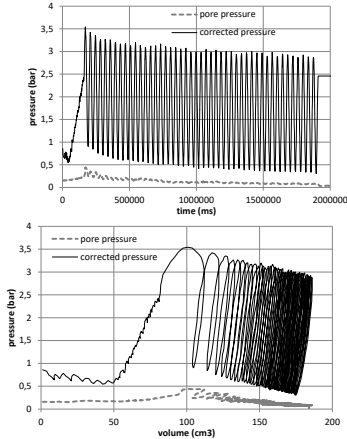 4
pore pressure
3,5
corrected pressure
3
2,5
2
1,5
1
0,5
0
pressure (bar)
0 500000 1000000 1500000 2000000
time (ms)
4
pore pressure
3,5
corrected pressure
3
2,5
2
1,5
1
0,5
0
pressure (bar)
0 50 100 150 200
volume (cm3)